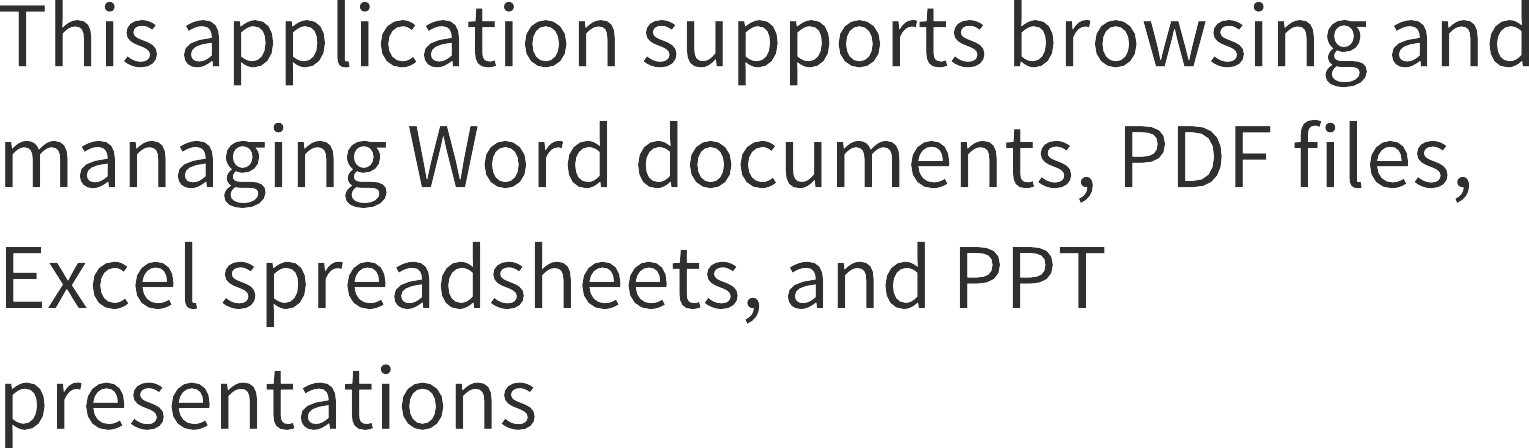 This application supports browsing and
managing Word documents, PDF files,
Excel spreadsheets, and PPT
presentations